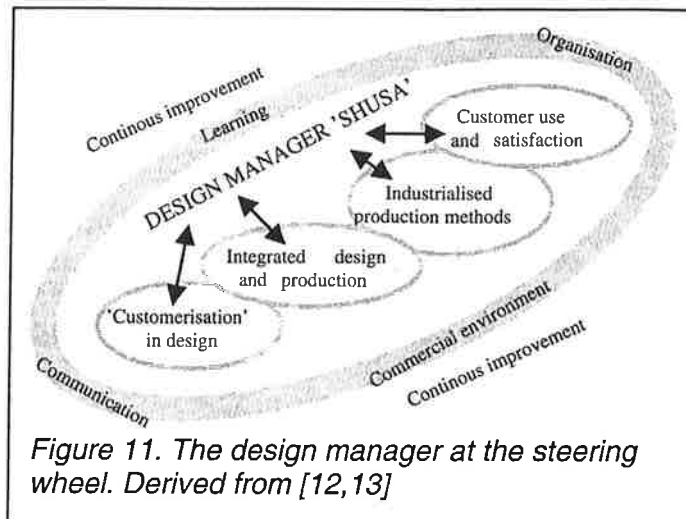 Organisation
Continous improvement
Learning
DESIGN MANAGER 'SHUSA'
Customer use
and satisfaction
Industrialised
production methods
Integrated design
and production
'Customerisation'
in design
Commercial environment
Continous improvement
Communication
Figure 11. The design manager at the steering
wheel. Derived from [12,13]